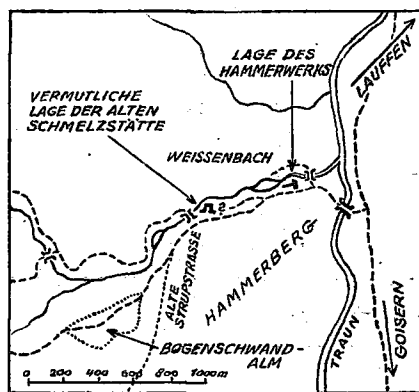 LAGE DES
HAMMERWERKS
LAUFFEN
VERMUTLICHE
LAGE DER ALTEN
SCHMELZSTÄTTE
WEISSENBACH
?
ALTE
STRUPSTRASSE
HAMMERBERG
BOGENSCHWAND-
ALM
TRAUN
GOISERN
0 200 400 600 800 1000m